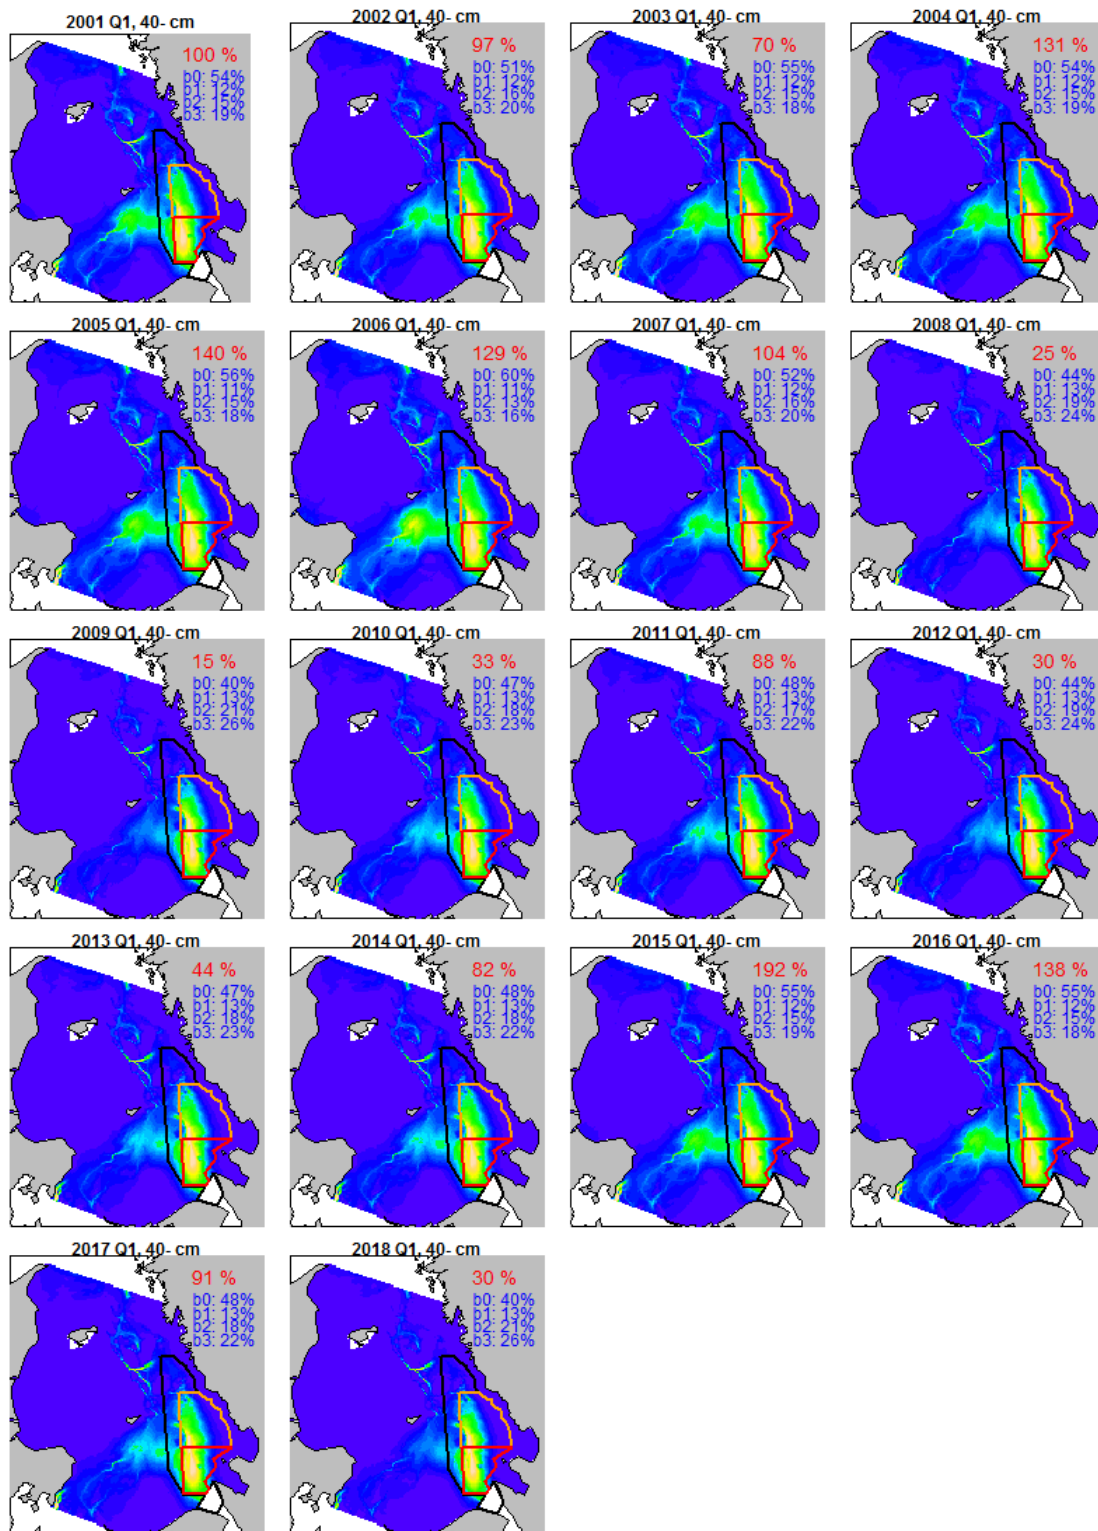 2001 Q1, 40- cm
100 %
b0: 54%
b1: 12%
b2: 15%
b3: 19%
2002 Q1, 40- cm
97 %
b0: 51%
b1: 12%
b2: 16%
b3: 20%
2003 Q1, 40- cm
70 %
b0: 55%
b1: 12%
b2: 15%
b3: 18%
2004 Q1, 40- cm
131 %
b0: 54%
b1: 12%
b2: 15%
b3: 19%
2005 Q1, 40- cm
140 %
b0: 56%
b1: 11%
b2: 15%
b3: 18%
2006 Q1, 40- cm
129 %
b0: 60%
b1: 11%
b2: 13%
b3: 16%
2007 Q1, 40- cm
104 %
b0: 52%
b1: 12%
b2: 16%
b3: 20%
2008 Q1, 40- cm
25 %
b0: 44%
b1: 13%
b2: 19%
b3: 24%
2009 Q1, 40- cm
15 %
b0: 40%
b1: 13%
b2: 21%
b3: 26%
2010 Q1, 40- cm
33 %
b0: 47%
b1: 13%
b2: 18%
b3: 23%
2011 Q1, 40- cm
88 %
b0: 48%
b1: 13%
b2: 17%
b3: 22%
2012 Q1, 40- cm
30 %
b0: 44%
b1: 13%
b2: 19%
b3: 24%
2013 Q1, 40- cm
44 %
b0: 47%
b1: 13%
b2: 18%
b3: 23%
2014 Q1, 40- cm
82 %
b0: 48%
b1: 13%
b2: 18%
b3: 22%
2015 Q1, 40- cm
192 %
b0: 55%
b1: 12%
b2: 15%
b3: 19%
2016 Q1, 40- cm
138 %
b0: 55%
b1: 12%
b2: 15%
b3: 18%
2017 Q1, 40- cm
91 %
b0: 48%
b1: 13%
b2: 18%
b3: 22%
2018 Q1, 40- cm
30 %
b0: 40%
b1: 13%
b2: 21%
b3: 26%